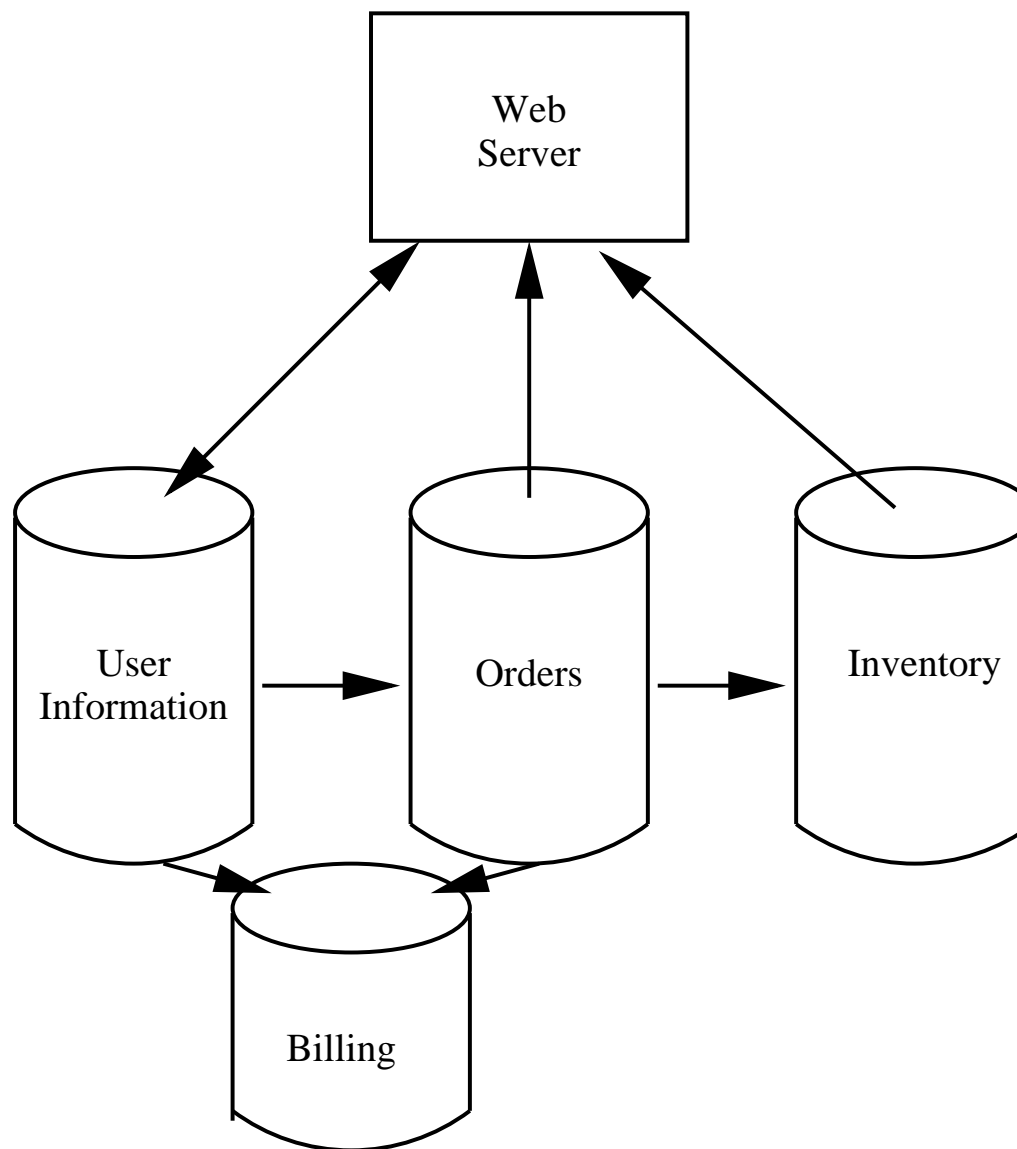 Web
Server
User
Information
Orders
Inventory
Billing